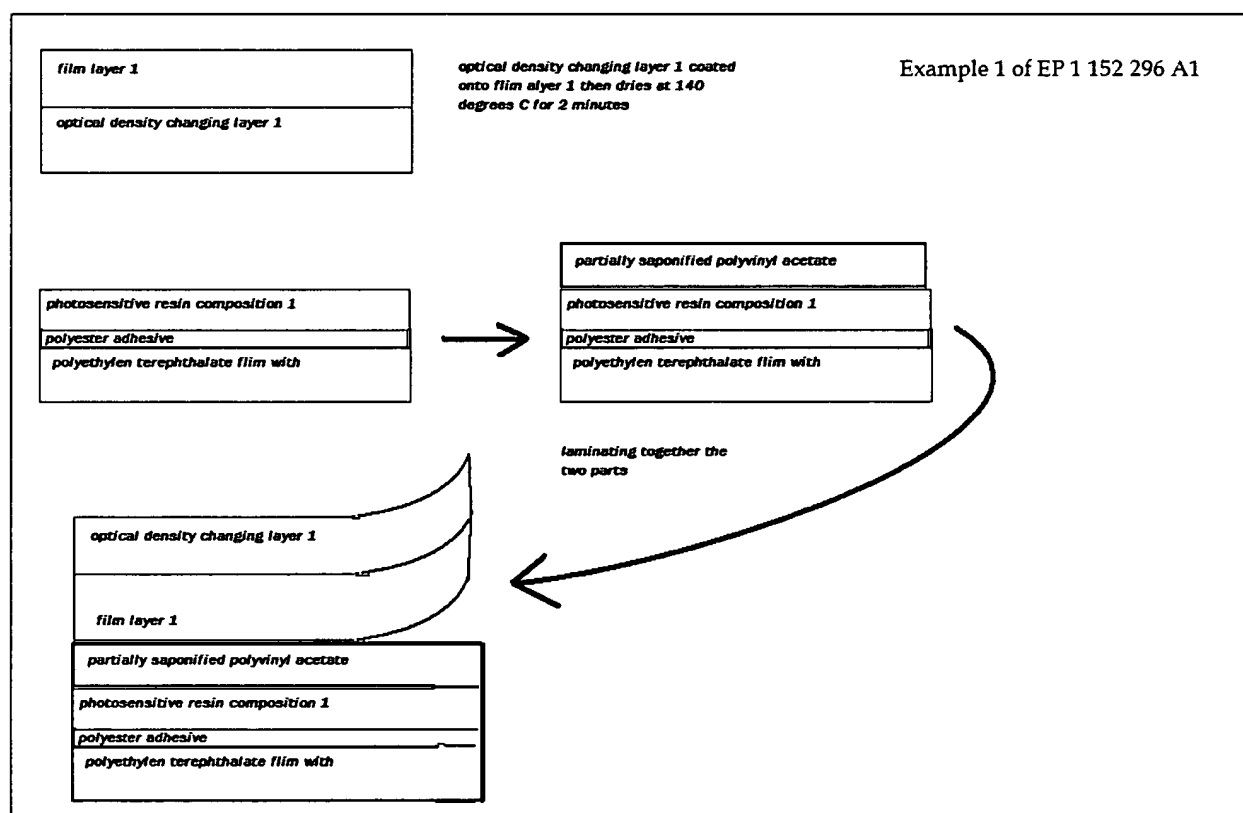 film layer 1
optical density changing layer 1
optical density changing layer 1 coated
onto flim alyer 1 then dries at 140
degrees C for 2 minutes
Example 1 of EP 1 152 296 A1
photosensitive resin composition 1
polyester adhesive
polyethylen terephthalate flim with
partially saponified polyvinyl acetate
photosensitive resin composition 1
polyester adhesive
polyethylen terephthalate flim with
laminating together the
two parts
optical density changing layer 1
film layer 1
partially saponified polyvinyl acetate
photosensitive resin composition 1
polyester adhesive
polyethylen terephthalate flim with